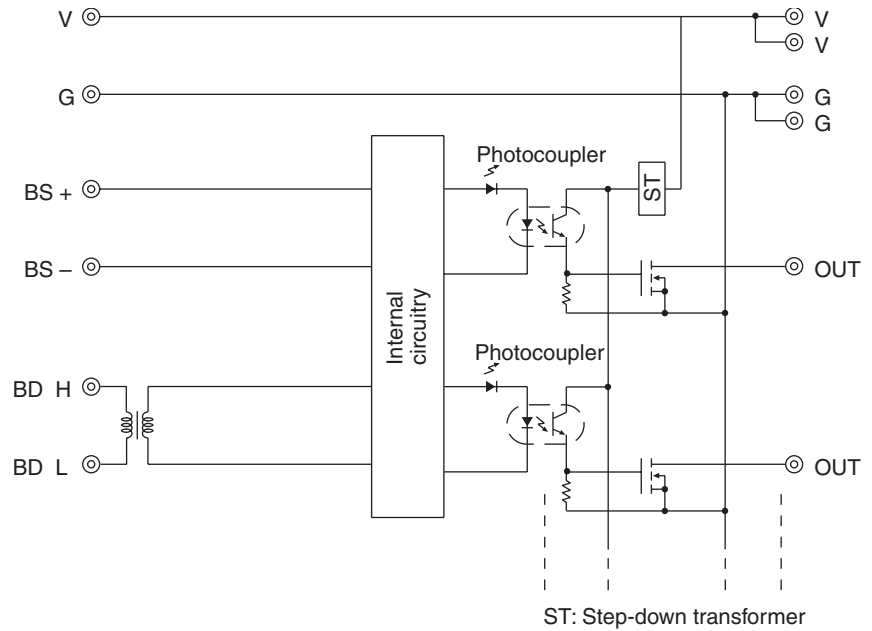 V
V
V
G
G
G
Photocoupler
BS +
ST
BS –
OUT
Internal
circuitry
Photocoupler
BD H
BD L
OUT
ST: Step-down transformer